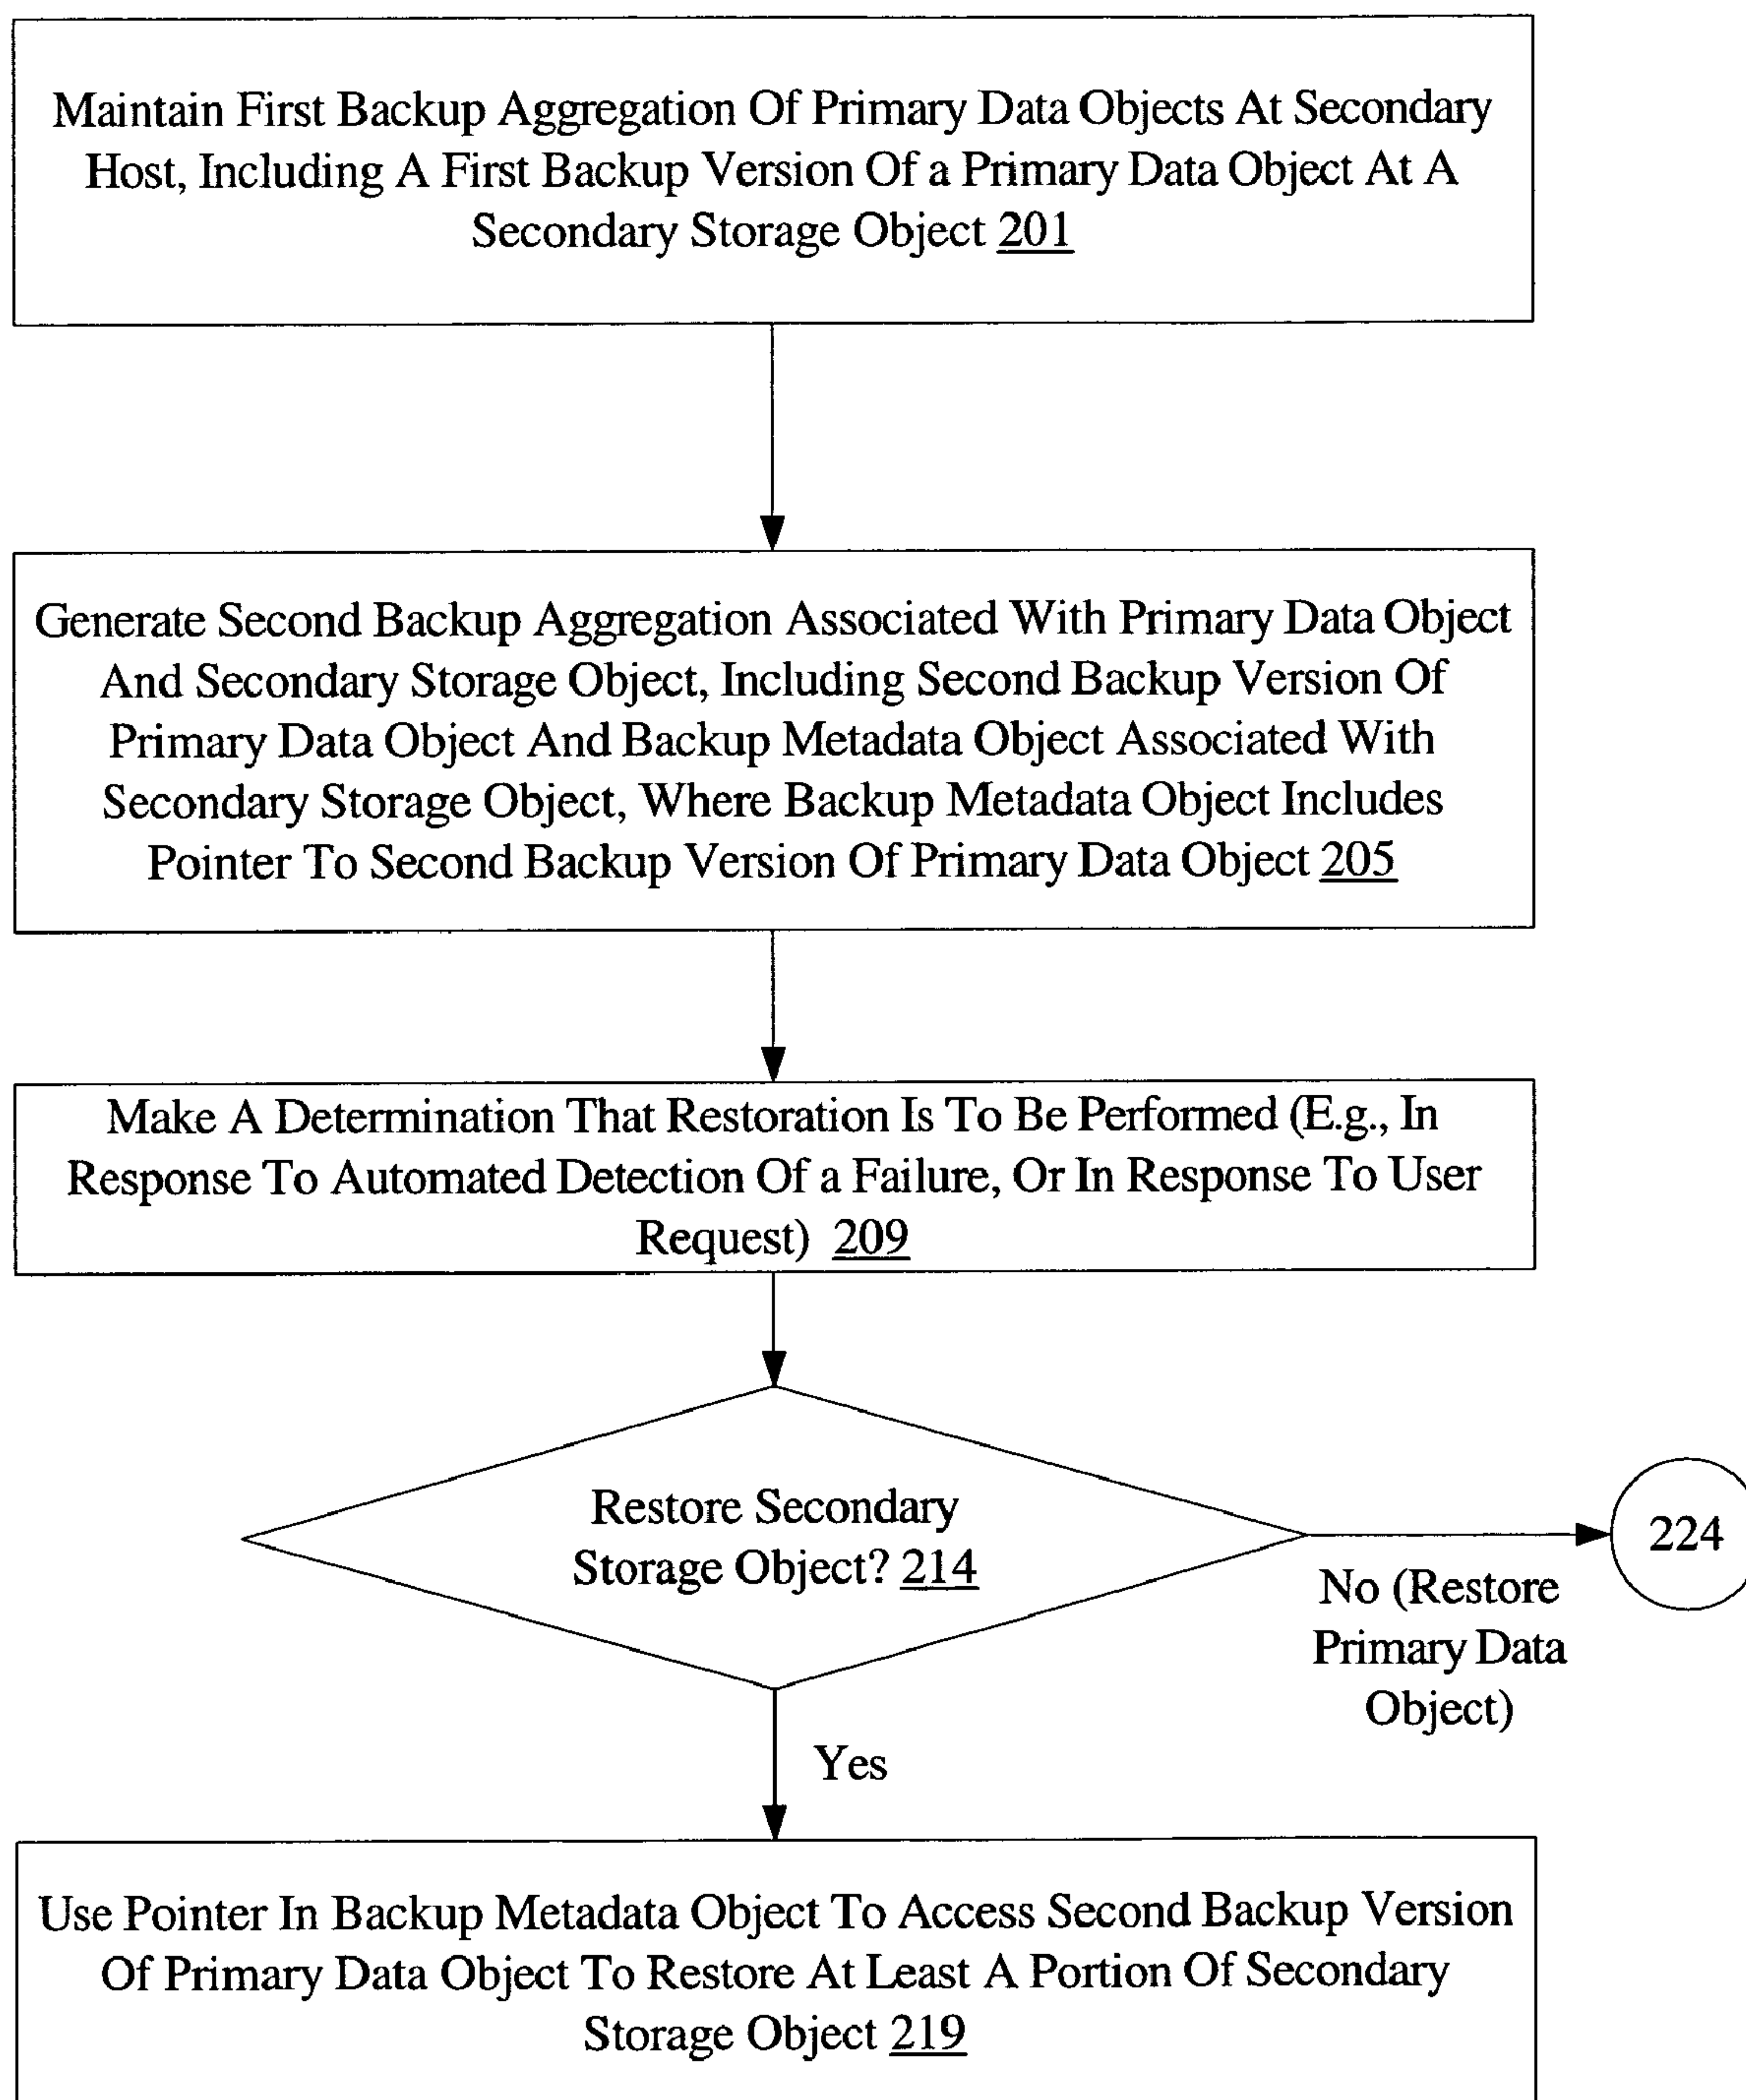 Maintain First Backup Aggregation Of Primary Data Objects At Secondary
Host, Including A First Backup Version Of a Primary Data Object At A
Secondary Storage Object 201
Generate Second Backup Aggregation Associated With Primary Data Object
And Secondary Storage Object, Including Second Backup Version Of
Primary Data Object And Backup Metadata Object Associated With
Secondary Storage Object, Where Backup Metadata Object Includes
Pointer To Second Backup Version Of Primary Data Object 205
Make A Determination That Restoration Is To Be Performed (E.g., In
Response To Automated Detection Of a Failure, Or In Response To User
Request) 209
Restore Secondary
Storage Object? 214
224
No (Restore
Primary Data
Object)
Yes
Use Pointer In Backup Metadata Object To Access Second Backup Version
Of Primary Data Object To Restore At Least A Portion Of Secondary
Storage Object 219